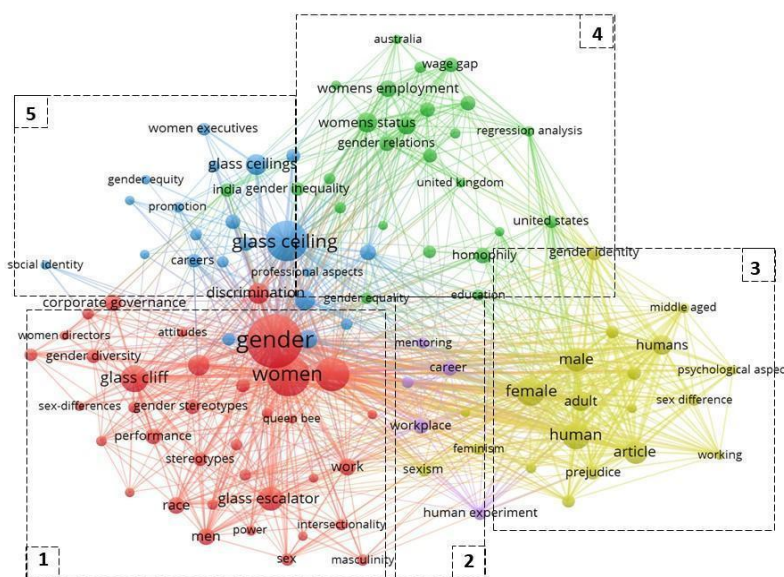 4
australia
wage gap
womens employment
5
womens status
women executives
regression analysis
gender relations
glass ceilings
gender equity
india
gender inequality
united kingdom
promotion
united states
glass ceiling
3
gender identity
homophily
careers
social identity
professional aspects
discrimination
gender equality
education
corporate governance
middle aged
women directors
attitudes
gender
mentoring
humans
gender diversity
male
women
career
psychological aspect
glass cliff
female
adult
sex difference
sex-differences
gender stereotypes
queen bee
workplace
performance
human
feminism
article
working
stereotypes
work
sexism
prejudice
race
glass escalator
human experiment
power
intersectionality
men
sex
masculinity
1
2